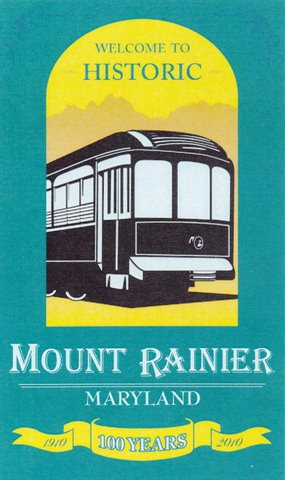 WELCOME TO
HISTORIC
MOUNT RAINIER
MARYLAND
1910 100 YEARS 2010